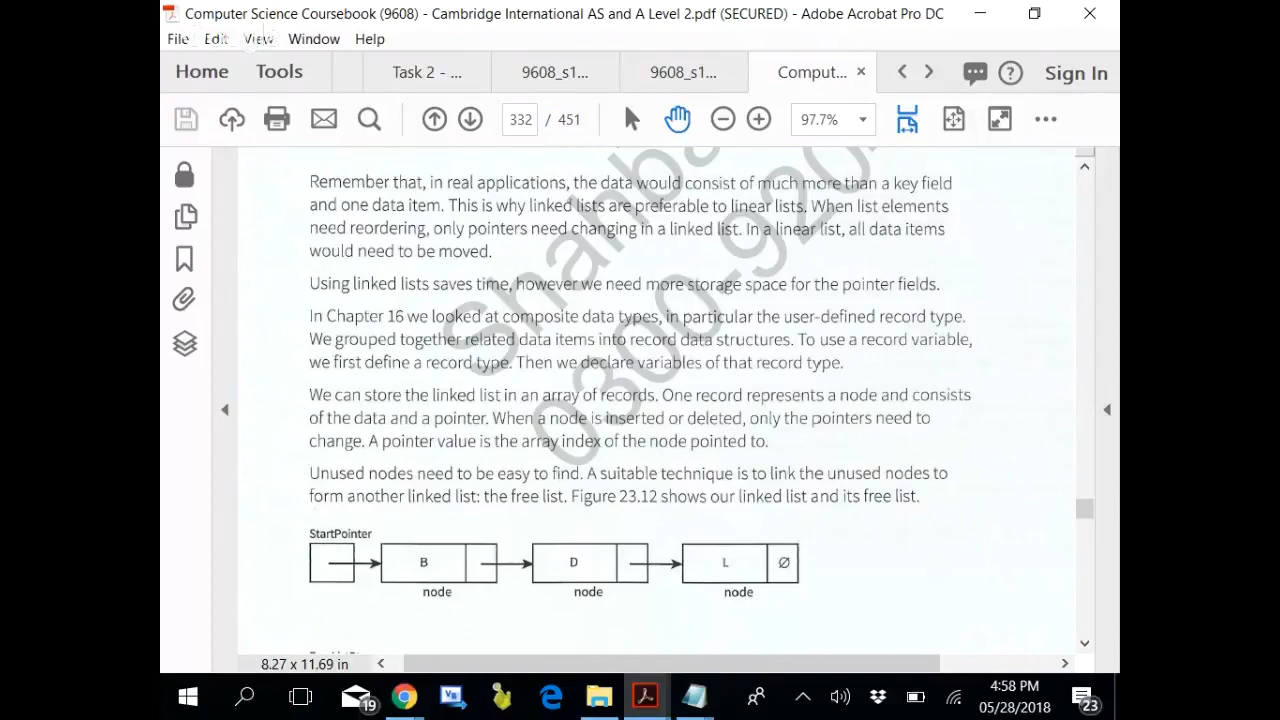 Computer Science Coursebook (9608) - Cambridge International AS and A Level 2.pdf (SECURED) - Adobe Acrobat Pro DC
File Edit View Window Help
Home Tools Task 2 - ... 9608_s1... 9608_s1... Comput... × Sign In
332 / 451 97.7%
Remember that, in real applications, the data would consist of much more than a key field
and one data item. This is why linked lists are preferable to linear lists. When list elements
need reordering, only pointers need changing in a linked list. In a linear list, all data items
would need to be moved.
Using linked lists saves time, however we need more storage space for the pointer fields.
In Chapter 16 we looked at composite data types, in particular the user-defined record type.
We grouped together related data items into record data structures. To use a record variable,
we first define a record type. Then we declare variables of that record type.
We can store the linked list in an array of records. One record represents a node and consists
of the data and a pointer. When a node is inserted or deleted, only the pointers need to
change. A pointer value is the array index of the node pointed to.
Unused nodes need to be easy to find. A suitable technique is to link the unused nodes to
form another linked list: the free list. Figure 23.12 shows our linked list and its free list.
StartPointer
B D L Ø
node node node
8.27 x 11.69 in
4:58 PM
05/28/2018
19
23